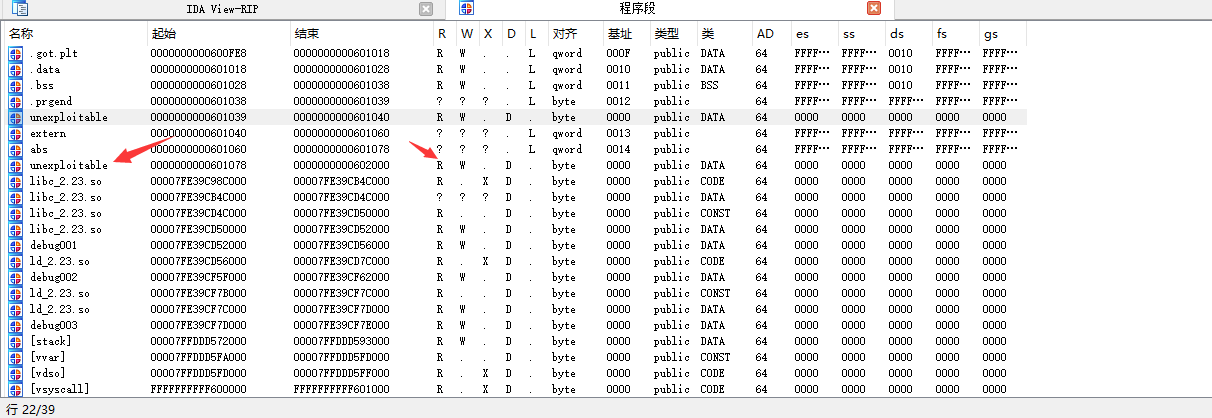 IDA View-RIP 程序段
名称 起始 结束 R W X D L 对齐 基址 类型 类 AD es ss ds fs gs
.got.plt 0000000000600FE8 0000000000601018 R W . . L qword 000F public DATA 64 FFFF… FFFF… 0010 FFFF… FFFF…
.data 0000000000601018 0000000000601028 R W . . L qword 0010 public DATA 64 FFFF… FFFF… 0010 FFFF… FFFF…
.bss 0000000000601028 0000000000601038 R W . . L qword 0011 public BSS 64 FFFF… FFFF… 0010 FFFF… FFFF…
.prgend 0000000000601038 0000000000601039 ? ? ? . L byte 0012 public 64 FFFF… FFFF… FFFF… FFFF… FFFF…
unexploitable 0000000000601039 0000000000601040 R W . D . byte 0000 public DATA 64 0000 0000 0000 0000 0000
extern 0000000000601040 0000000000601060 ? ? ? . L qword 0013 public 64 FFFF… FFFF… FFFF… FFFF… FFFF…
abs 0000000000601060 0000000000601078 ? ? ? . L qword 0014 public 64 FFFF… FFFF… FFFF… FFFF… FFFF…
unexploitable 0000000000601078 0000000000602000 R W . D . byte 0000 public DATA 64 0000 0000 0000 0000 0000
libc_2.23.so 00007FE39C98C000 00007FE39CB4C000 R . X D . byte 0000 public CODE 64 0000 0000 0000 0000 0000
libc_2.23.so 00007FE39CB4C000 00007FE39CD4C000 ? ? ? D . byte 0000 public DATA 64 0000 0000 0000 0000 0000
libc_2.23.so 00007FE39CD4C000 00007FE39CD50000 R . . D . byte 0000 public CONST 64 0000 0000 0000 0000 0000
libc_2.23.so 00007FE39CD50000 00007FE39CD52000 R W . D . byte 0000 public DATA 64 0000 0000 0000 0000 0000
debug001 00007FE39CD52000 00007FE39CD56000 R W . D . byte 0000 public DATA 64 0000 0000 0000 0000 0000
ld_2.23.so 00007FE39CD56000 00007FE39CD7C000 R . X D . byte 0000 public CODE 64 0000 0000 0000 0000 0000
debug002 00007FE39CF5F000 00007FE39CF62000 R W . D . byte 0000 public DATA 64 0000 0000 0000 0000 0000
ld_2.23.so 00007FE39CF7B000 00007FE39CF7C000 R . . D . byte 0000 public CONST 64 0000 0000 0000 0000 0000
ld_2.23.so 00007FE39CF7C000 00007FE39CF7D000 R W . D . byte 0000 public DATA 64 0000 0000 0000 0000 0000
debug003 00007FE39CF7D000 00007FE39CF7E000 R W . D . byte 0000 public DATA 64 0000 0000 0000 0000 0000
[stack] 00007FFDDD572000 00007FFDDD593000 R W . D . byte 0000 public DATA 64 0000 0000 0000 0000 0000
[vvar] 00007FFDDD5FA000 00007FFDDD5FD000 R . . D . byte 0000 public CONST 64 0000 0000 0000 0000 0000
[vdso] 00007FFDDD5FD000 00007FFDDD5FF000 R . X D . byte 0000 public CODE 64 0000 0000 0000 0000 0000
[vsyscall] FFFFFFFFFF600000 FFFFFFFFFF601000 R . X D . byte 0000 public CODE 64 0000 0000 0000 0000 0000
行 22/39